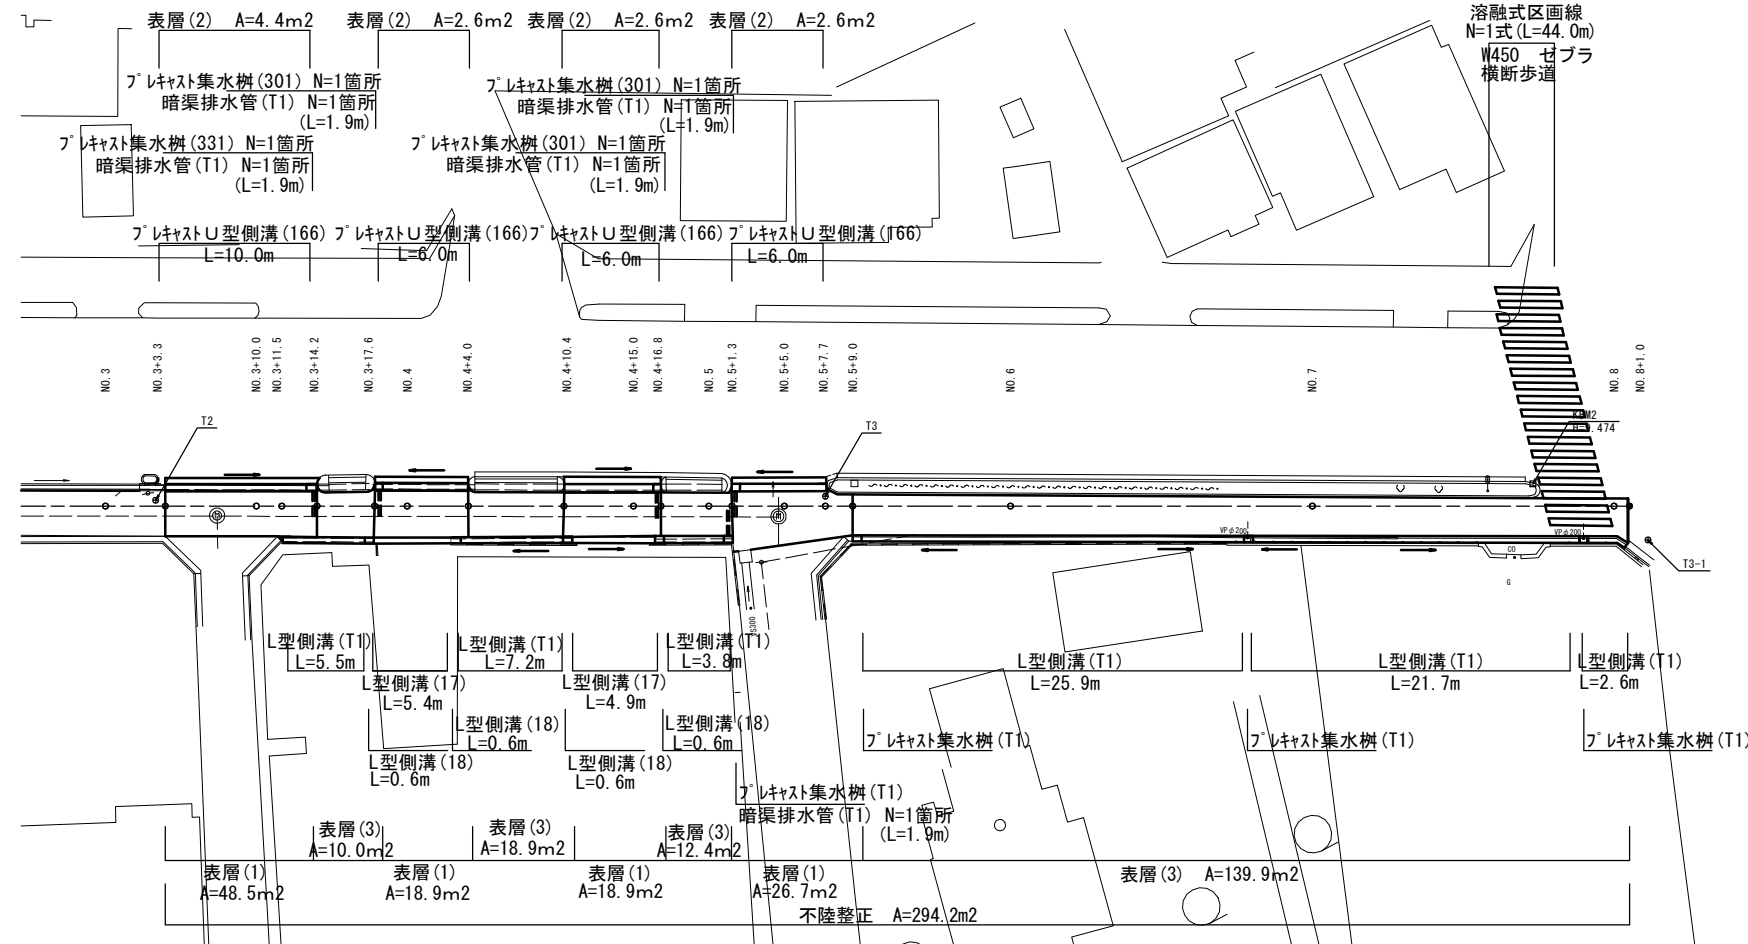 表層(2) A=4.4m2
表層(2) A=2.6m2
表層(2) A=2.6m2
表層(2) A=2.6m2
溶融式区画線
N=1式(L=44.0m)
W450 ゼブラ
横断歩道
ﾌﾟﾚｷｬｽﾄ集水桝(301) N=1箇所
暗渠排水管(T1) N=1箇所
(L=1.9m)
ﾌﾟﾚｷｬｽﾄ集水桝(301) N=1箇所
暗渠排水管(T1) N=1箇所
(L=1.9m)
ﾌﾟﾚｷｬｽﾄ集水桝(331) N=1箇所
暗渠排水管(T1) N=1箇所
(L=1.9m)
ﾌﾟﾚｷｬｽﾄ集水桝(301) N=1箇所
暗渠排水管(T1) N=1箇所
(L=1.9m)
ﾌﾟﾚｷｬｽﾄU型側溝(166)
L=10.0m
ﾌﾟﾚｷｬｽﾄU型側溝(166)
L=6.0m
ﾌﾟﾚｷｬｽﾄU型側溝(166)
L=6.0m
ﾌﾟﾚｷｬｽﾄU型側溝(166)
L=6.0m
NO.3
NO.3+3.3
NO.3+10.0
NO.3+11.5
NO.3+14.2
NO.3+17.6
NO.4
NO.4+4.0
NO.4+10.4
NO.4+15.0
NO.4+16.8
NO.5
NO.5+1.3
NO.5+5.0
NO.5+7.7
NO.5+9.0
NO.6
NO.7
NO.8
NO.8+1.0
T2
T3
KBM2
VPφ200
VPφ200
CO
G
T3-1
L型側溝(T1)
L=5.5m
L型側溝(T1)
L=7.2m
L型側溝(T1)
L=3.8m
L型側溝(T1)
L=25.9m
L型側溝(T1)
L=21.7m
L型側溝(T1)
L=2.6m
L型側溝(17)
L=5.4m
L型側溝(17)
L=4.9m
L型側溝(18)
L=0.6m
L型側溝(18)
L=0.6m
L型側溝(18)
L=0.6m
L型側溝(18)
L=0.6m
ﾌﾟﾚｷｬｽﾄ集水桝(T1)
ﾌﾟﾚｷｬｽﾄ集水桝(T1)
ﾌﾟﾚｷｬｽﾄ集水桝(T1)
ﾌﾟﾚｷｬｽﾄ集水桝(T1)
暗渠排水管(T1) N=1箇所
(L=1.9m)
表層(3)
A=10.0m2
表層(3)
A=18.9m2
表層(3)
A=12.4m2
表層(1)
A=48.5m2
表層(1)
A=18.9m2
表層(1)
A=18.9m2
表層(1)
A=26.7m2
表層(3) A=139.9m2
不陸整正 A=294.2m2